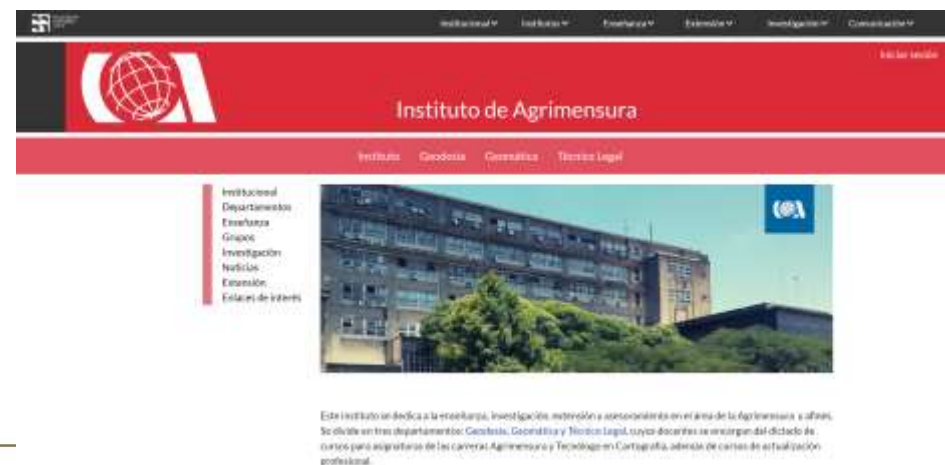 Institucional Institutos Enseñanza Extensión Investigación Comunicación
Iniciar sesión
Instituto de Agrimensura
Instituto Geodesia Geomática Técnico Legal
Institucional
Departamentos
Enseñanza
Grupos
Investigación
Noticias
Extensión
Enlaces de interés
Este instituto se dedica a la enseñanza, investigación, extensión y asesoramiento en el área de la Agrimensura y afines.
Se divide en tres departamentos: Geodesia, Geomática y Técnico Legal, cuyos docentes se encargan del dictado de
cursos para asignaturas de las carreras Agrimensura y Tecnólogo en Cartografía, además de cursos de actualización
profesional.